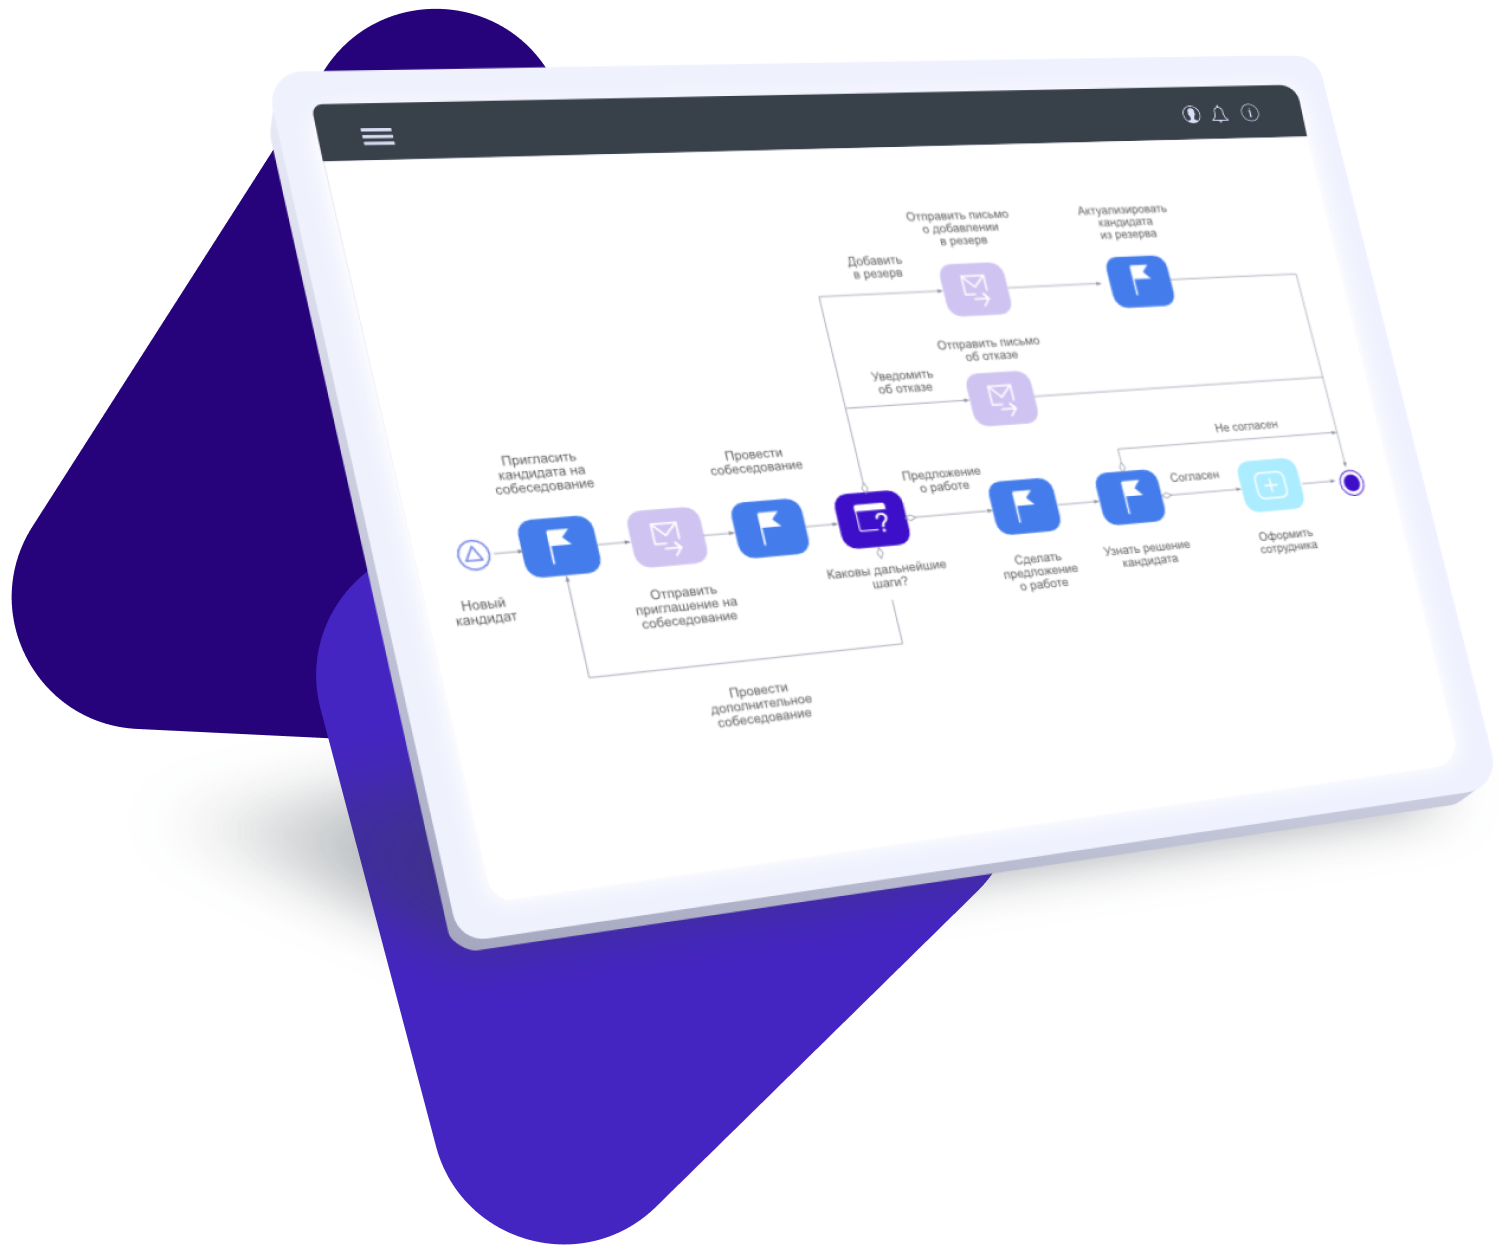 Отправить письмо
о добавлении
в резерв
Актуализировать
кандидата
из резерва
Добавить
в резерв
Отправить письмо
об отказе
Уведомить
об отказе
Не согласен
Пригласить
кандидата на
собеседование
Провести
собеседование
Предложение
о работе
Согласен
Новый
кандидат
Отправить
приглашение на
собеседование
Каковы дальнейшие
шаги?
Сделать
предложение
о работе
Узнать решение
кандидата
Оформить
сотрудника
Провести
дополнительное
собеседование